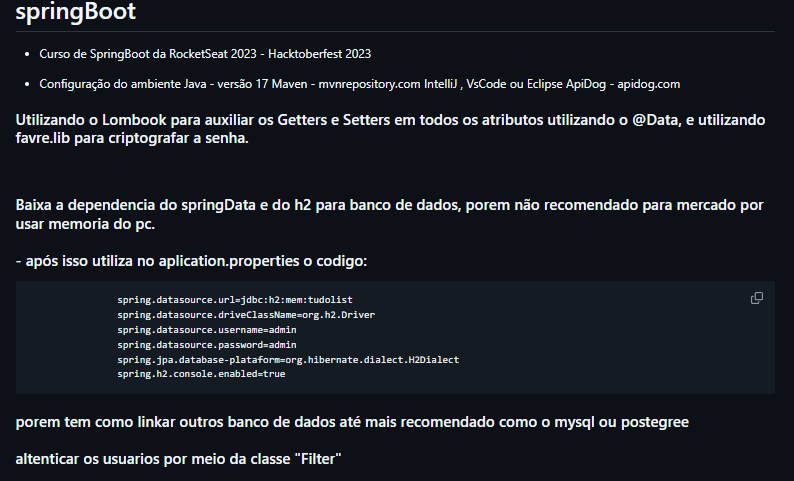 springBoot
Curso de SpringBoot da RocketSeat 2023 - Hacktoberfest 2023
Configuração do ambiente Java - versão 17 Maven - mvnrepository.com IntelliJ , VsCode ou Eclipse ApiDog - apidog.com
Utilizando o Lombook para auxiliar os Getters e Setters em todos os atributos utilizando o @Data, e utilizando
favre.lib para criptografar a senha.
Baixa a dependencia do springData e do h2 para banco de dados, porem não recomendado para mercado por
usar memoria do pc.
- após isso utiliza no aplication.properties o codigo:
spring.datasource.url=jdbc:h2:mem:tudolist
spring.datasource.driveClassName=org.h2.Driver
spring.datasource.username=admin
spring.datasource.password=admin
spring.jpa.database-plataform=org.hibernate.dialect.H2Dialect
spring.h2.console.enabled=true
porem tem como linkar outros banco de dados até mais recomendado como o mysql ou postegree
altenticar os usuarios por meio da classe "Filter"